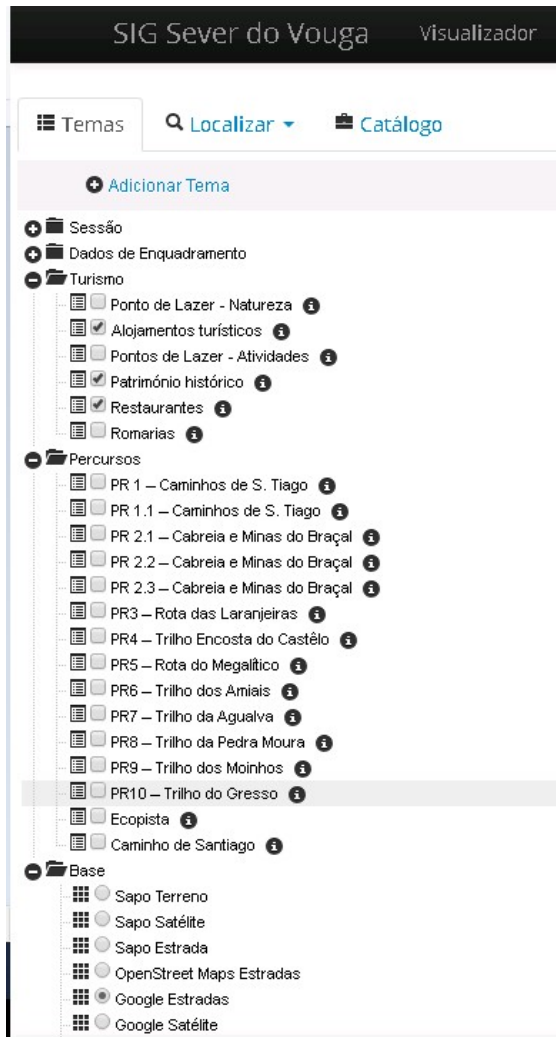 SIG Sever do Vouga Visualizador
Temas Localizar Catálogo
Adicionar Tema
Sessão
Dados de Enquadramento
Turismo
Ponto de Lazer - Natureza
Alojamentos turísticos
Pontos de Lazer - Atividades
Património histórico
Restaurantes
Romarias
Percursos
PR 1 – Caminhos de S. Tiago
PR 1.1 – Caminhos de S. Tiago
PR 2.1 – Cabreia e Minas do Braçal
PR 2.2 – Cabreia e Minas do Braçal
PR 2.3 – Cabreia e Minas do Braçal
PR3 – Rota das Laranjeiras
PR4 – Trilho Encosta do Castêlo
PR5 – Rota do Megalítico
PR6 – Trilho dos Amiais
PR7 – Trilho da Agualva
PR8 – Trilho da Pedra Moura
PR9 – Trilho dos Moinhos
PR10 – Trilho do Gresso
Ecopista
Caminho de Santiago
Base
Sapo Terreno
Sapo Satélite
Sapo Estrada
OpenStreet Maps Estradas
Google Estradas
Google Satélite